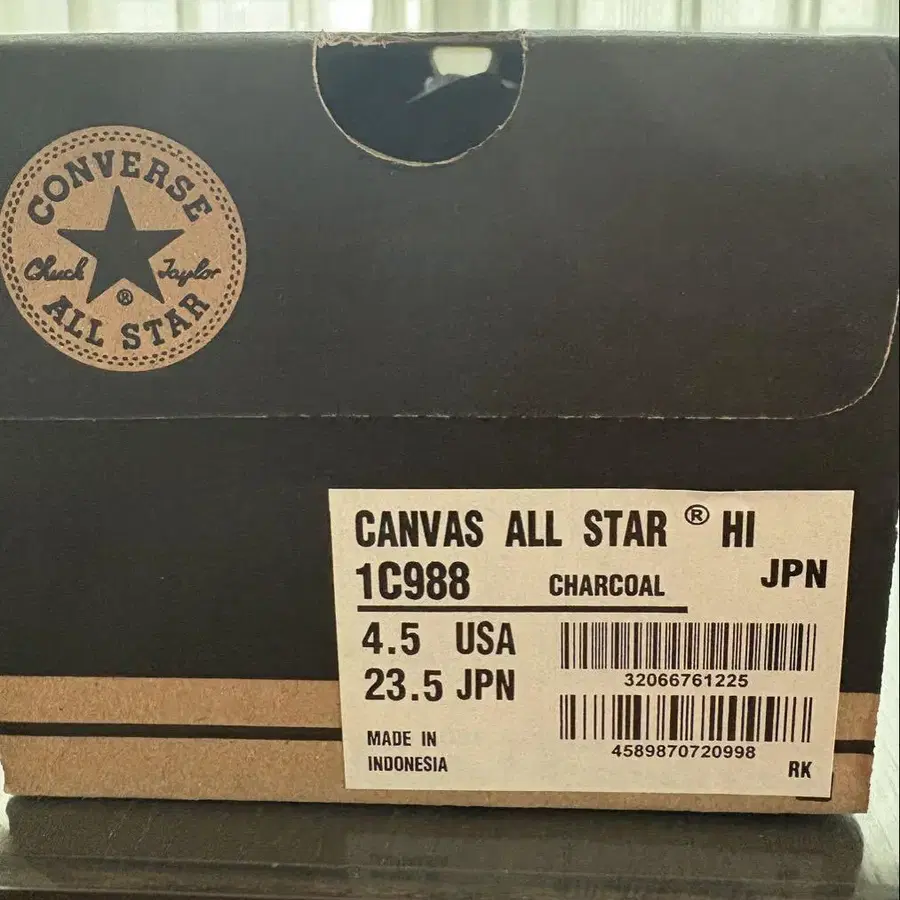 CONVERSE
Chuck Taylor
®
ALL STAR
CANVAS ALL STAR ® HI
1C988 CHARCOAL JPN
4.5 USA
23.5 JPN
32066761225
4589870720998
MADE IN
INDONESIA
RK